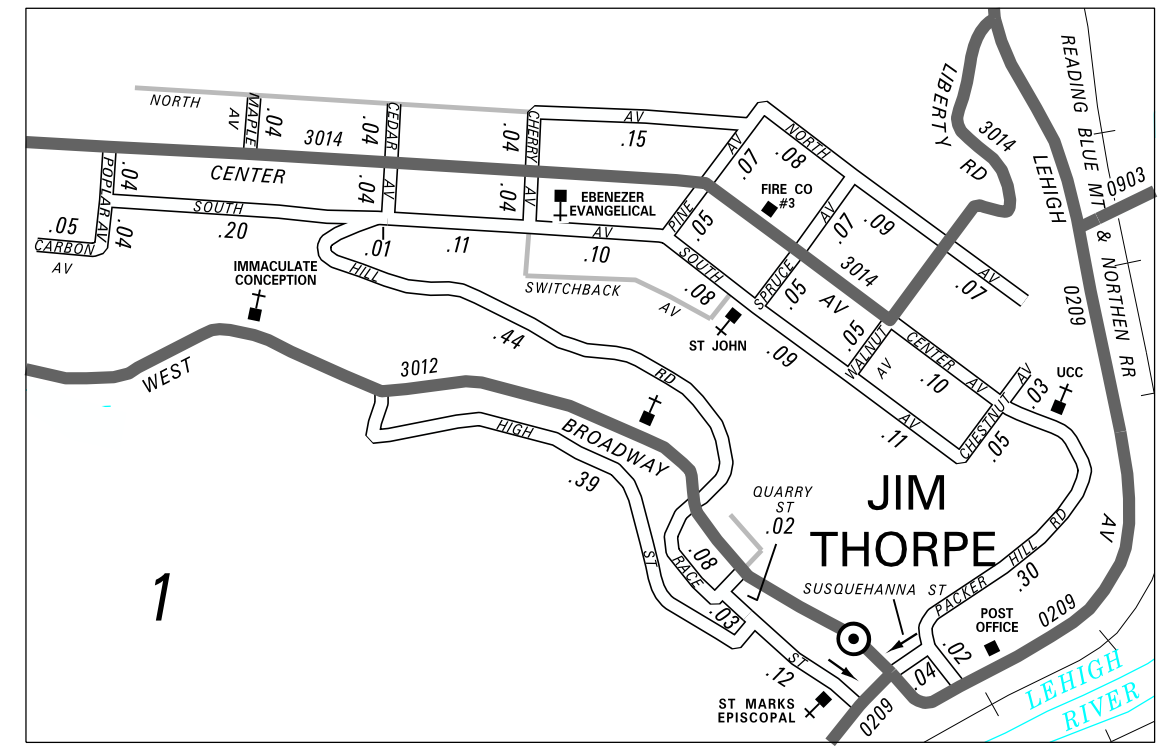 NORTH
MAPLE
AV
.04
3014
.04
CEDAR
AV
.04
.04
CHERRY
AV
.04
AV
.15
NORTH
.08
PINE
AV
.07
.05
FIRE CO
#3
LIBERTY
RD
3014
LEHIGH
READING BLUE MT & NORTHEN RR
0903
0209
CENTER
POPLAR AV
.04
.04
.05
CARBON
AV
SOUTH
.20
.01
.11
EBENEZER
EVANGELICAL
AV
.10
SWITCHBACK
AV
SOUTH
.08
SPRUCE
AV
.07
.05
.09
AV
.07
3014
AV
ST JOHN
.09
WALNUT
AV
.05
CENTER
AV
.10
AV
.11
CHESTNUT
AV
.03
.05
UCC
IMMACULATE
CONCEPTION
HILL
.44
RD
WEST
3012
BROADWAY
HIGH
.39
ST
QUARRY
ST
.02
JIM
THORPE
SUSQUEHANNA ST
PACKER HILL RD
.30
AV
0209
POST
OFFICE
.02
.04
RACE
.08
.03
ST
.12
ST MARKS
EPISCOPAL
0209
LEHIGH
RIVER
1